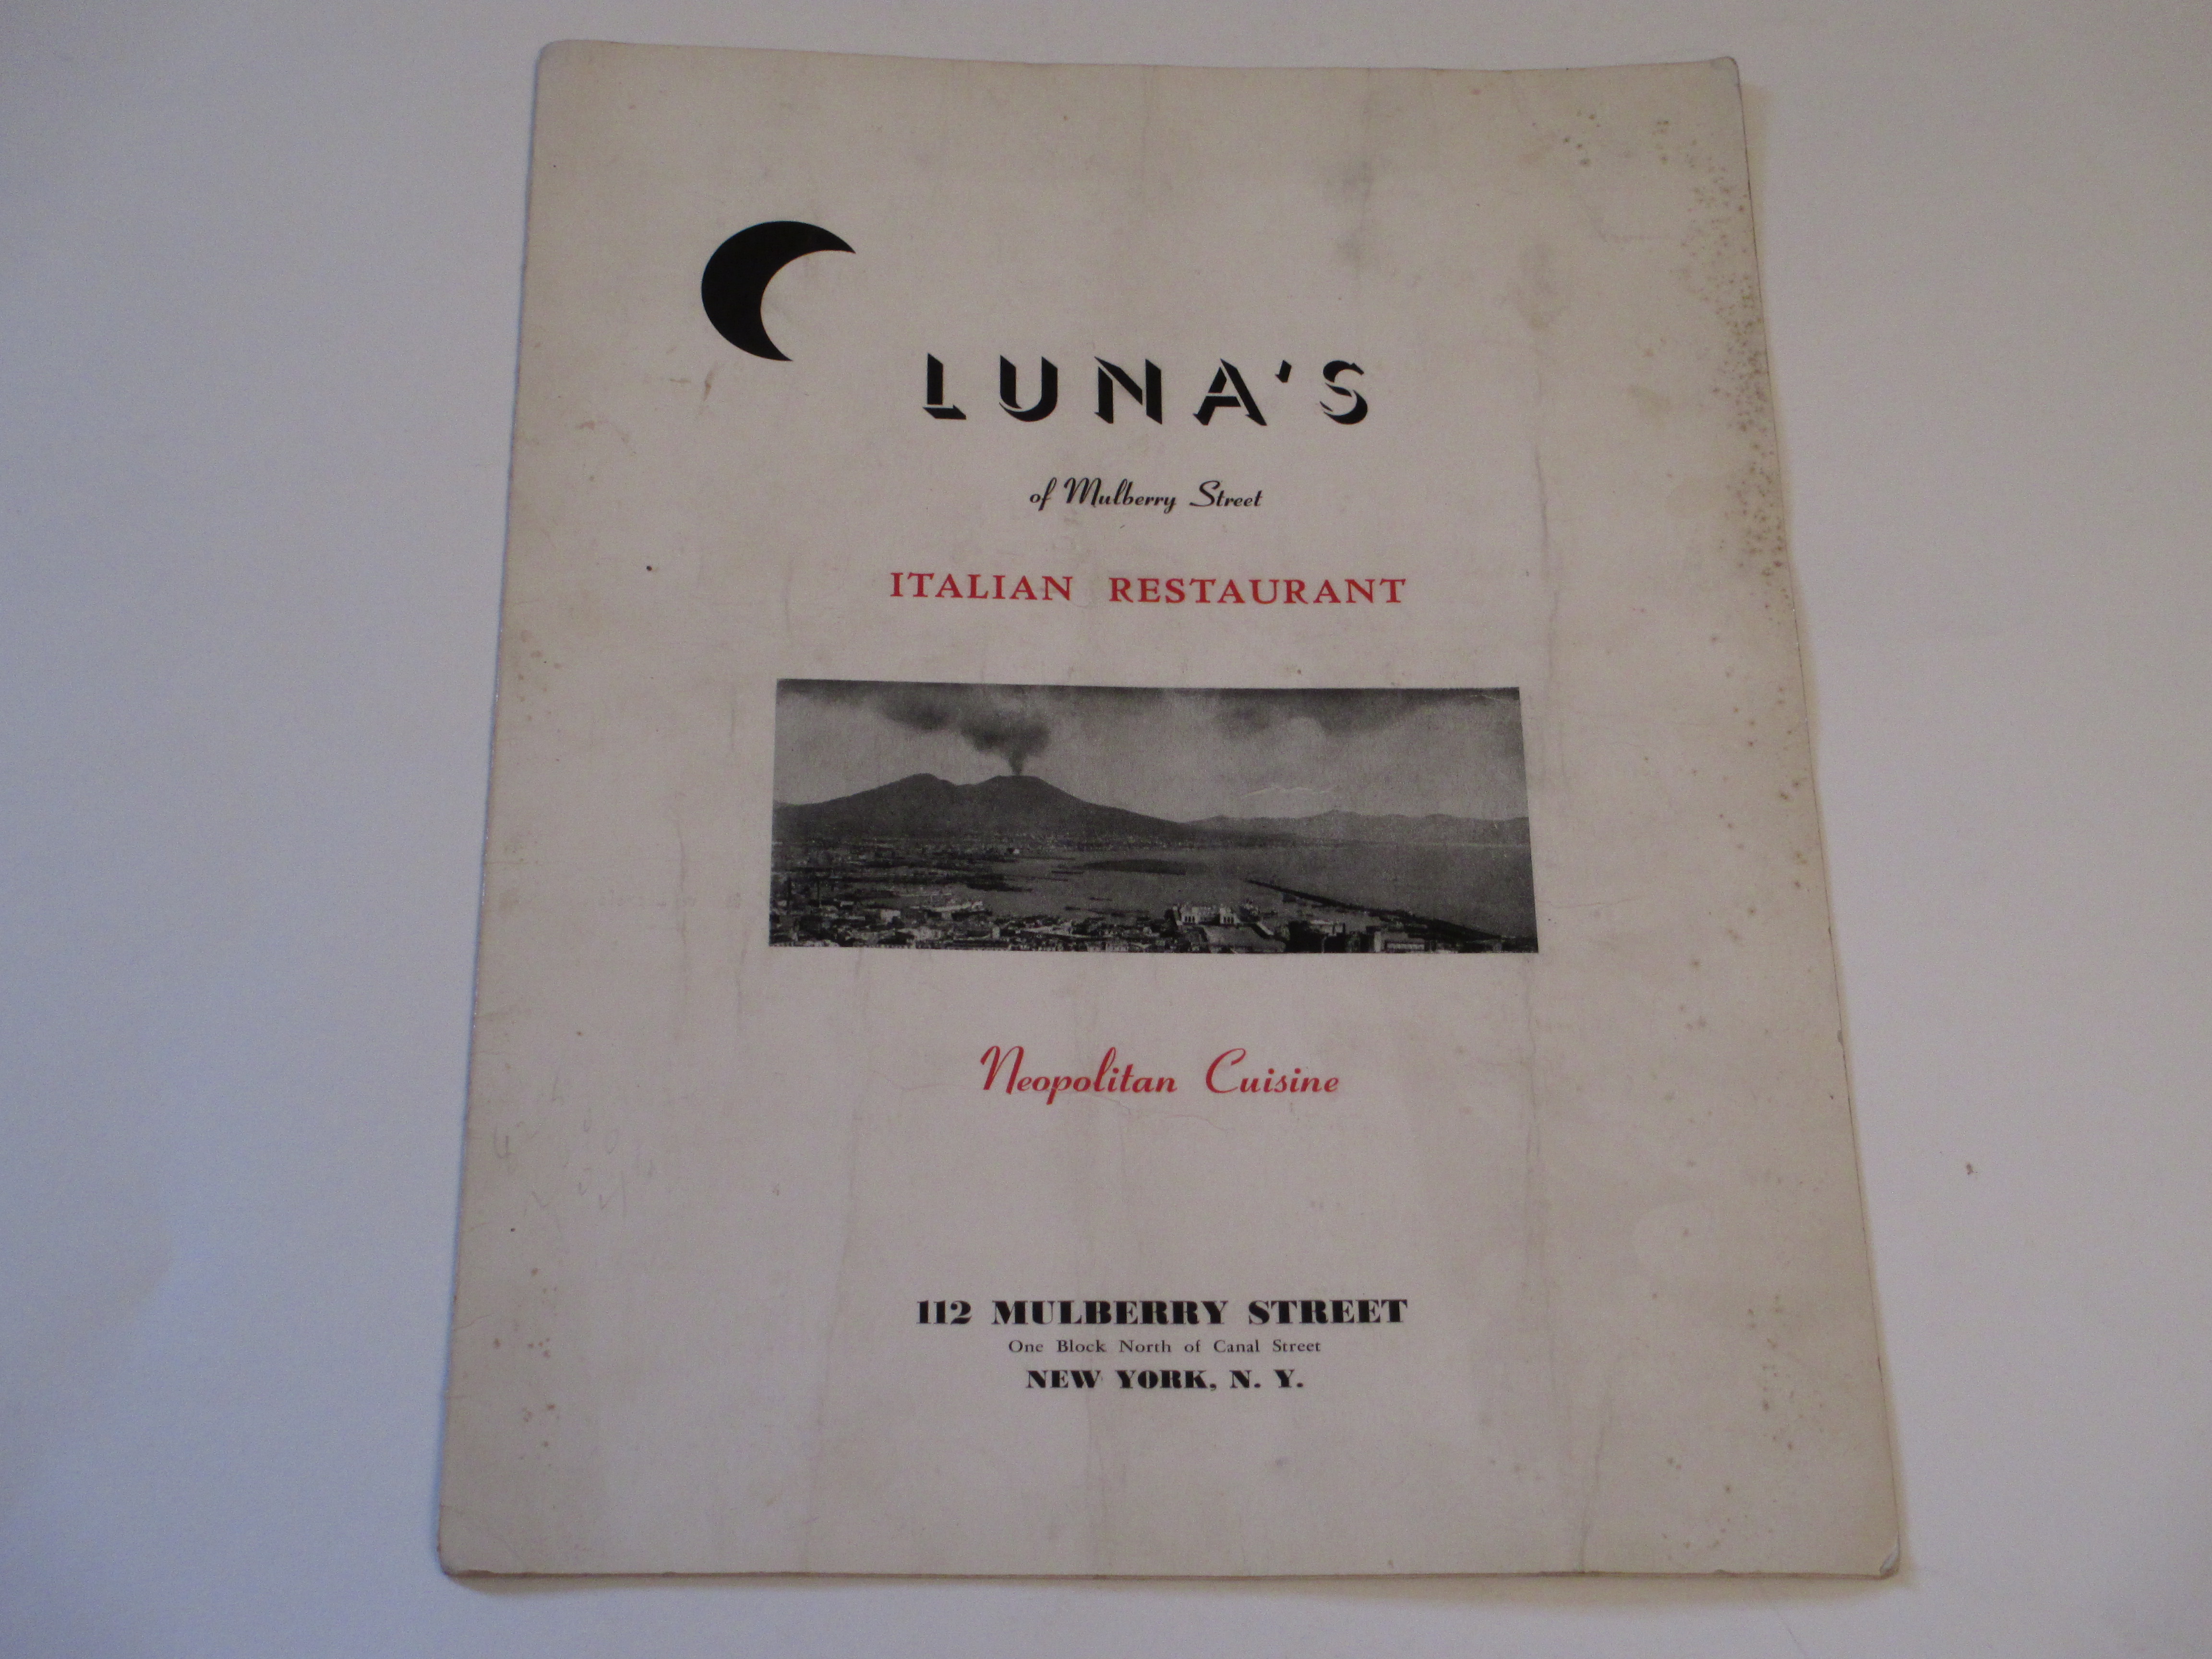 LUNA'S
of Mulberry Street
ITALIAN RESTAURANT
Neopolitan Cuisine
112 MULBERRY STREET
One Block North of Canal Street
NEW YORK, N. Y.